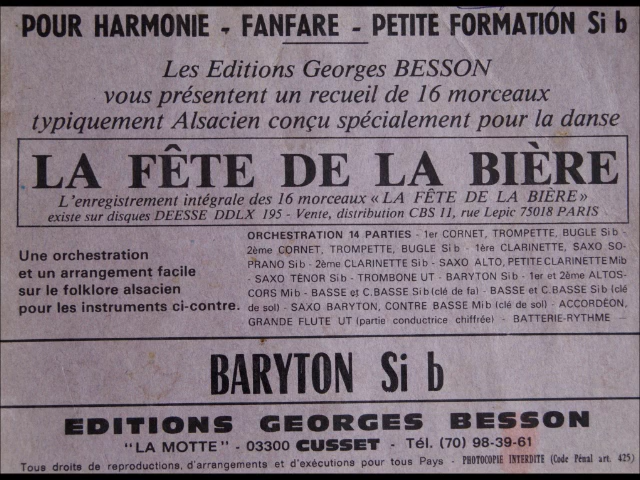 POUR HARMONIE - FANFARE - PETITE FORMATION Si b
Les Editions Georges BESSON
vous présentent un recueil de 16 morceaux
typiquement Alsacien conçu spécialement pour la danse
LA FÊTE DE LA BIÈRE
L'enregistrement intégrale des 16 morceaux « LA FÊTE DE LA BIÈRE »
existe sur disques DEESSE DDLX 195 - Vente, distribution CBS 11, rue Lepic 75018 PARIS
Une orchestration
et un arrangement facile
sur le folklore alsacien
pour les instruments ci-contre.
ORCHESTRATION 14 PARTIES - 1er CORNET, TROMPETTE, BUGLE Si b -
2ème CORNET, TROMPETTE, BUGLE Si b - 1ère CLARINETTE, SAXO SO-
PRANO Si b - 2ème CLARINETTE Si b - SAXO ALTO, PETITE CLARINETTE Mib
- SAXO TÉNOR Si b - TROMBONE UT - BARYTON Si b - 1er et 2ème ALTOS-
CORS Mi b - BASSE et C.BASSE Si b (clé de fa) - BASSE et C.BASSE Si b (clé
de sol) - SAXO BARYTON, CONTRE BASSE Mi b (clé de sol) - ACCORDÉON,
GRANDE FLUTE UT (partie conductrice chiffrée) - BATTERIE-RYTHME —
BARYTON Si b
EDITIONS GEORGES BESSON
"LA MOTTE" - 03300 CUSSET - Tél. (70) 98-39-61
Tous droits de reproductions, d'arrangements et d'exécutions pour tous Pays - PHOTOCOPIE INTERDITE (Code Pénal art. 425)